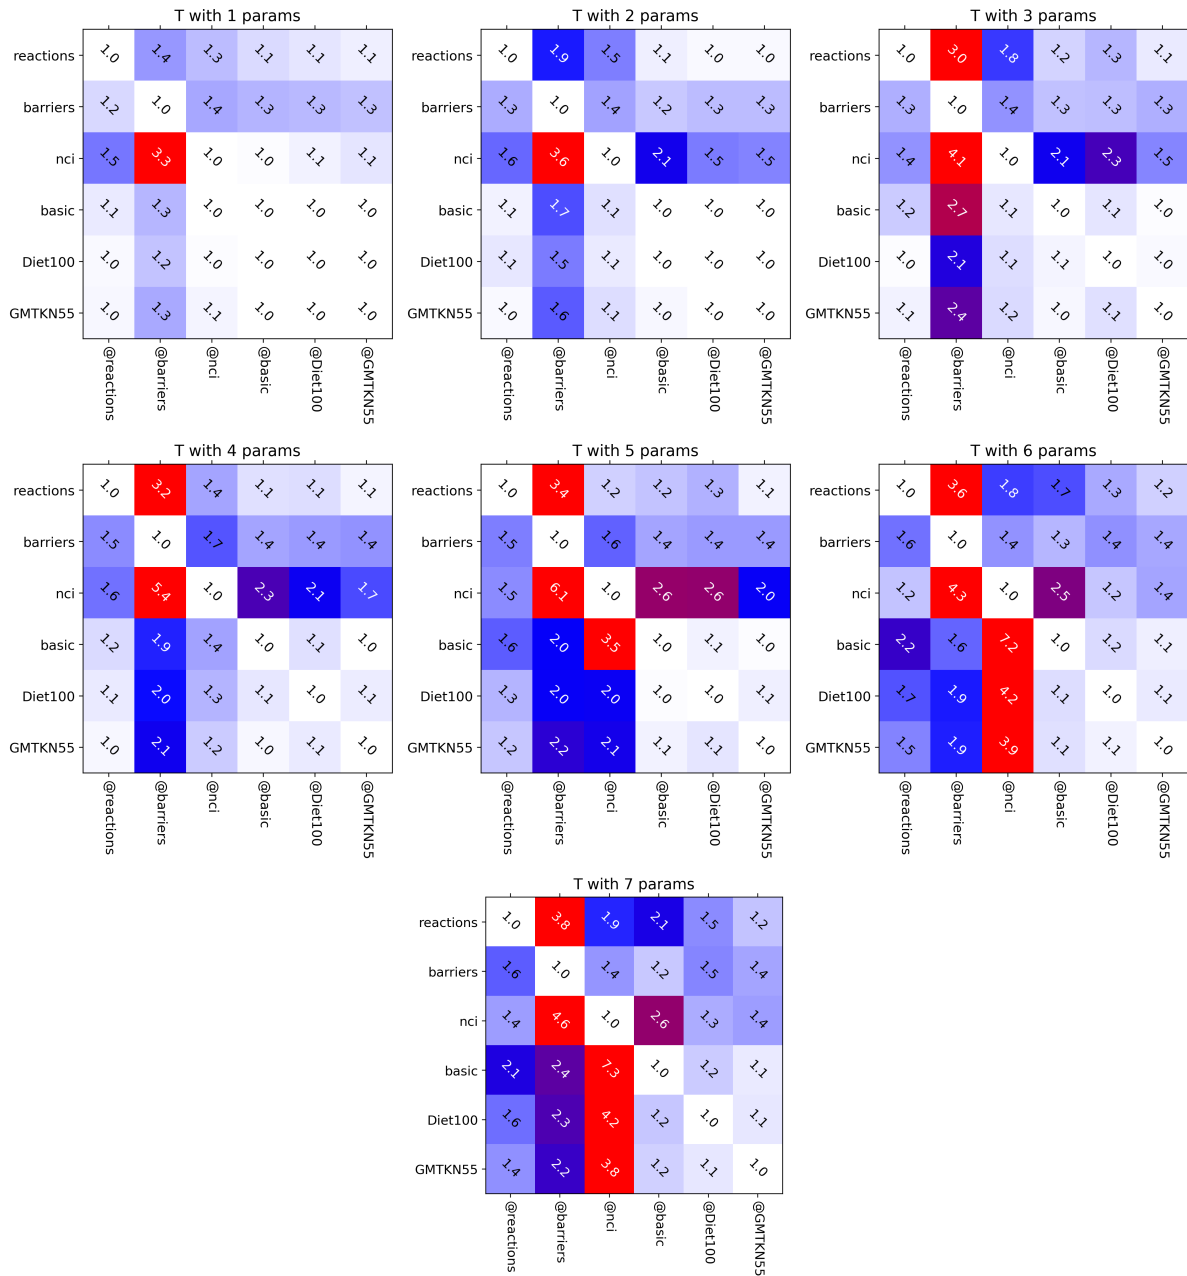 T with 1 params
reactions 1.0 1.4 1.3 1.1 1.1 1.1
barriers 1.2 1.0 1.4 1.3 1.3 1.3
nci 1.5 3.3 1.0 1.0 1.1 1.1
basic 1.1 1.3 1.0 1.0 1.0 1.0
Diet100 1.0 1.2 1.0 1.0 1.0 1.0
GMTKN55 1.0 1.3 1.1 1.0 1.0 1.0
@reactions @barriers @nci @basic @Diet100 @GMTKN55
T with 2 params
reactions 1.0 1.9 1.5 1.1 1.0 1.0
barriers 1.3 1.0 1.4 1.2 1.3 1.3
nci 1.6 3.6 1.0 2.1 1.5 1.5
basic 1.1 1.7 1.1 1.0 1.0 1.0
Diet100 1.1 1.5 1.1 1.0 1.0 1.0
GMTKN55 1.0 1.6 1.1 1.0 1.0 1.0
@reactions @barriers @nci @basic @Diet100 @GMTKN55
T with 3 params
reactions 1.0 3.0 1.8 1.2 1.3 1.1
barriers 1.3 1.0 1.4 1.3 1.3 1.3
nci 1.4 4.1 1.0 2.1 2.3 1.5
basic 1.2 2.7 1.1 1.0 1.1 1.0
Diet100 1.0 2.1 1.1 1.1 1.0 1.0
GMTKN55 1.1 2.4 1.2 1.0 1.1 1.0
@reactions @barriers @nci @basic @Diet100 @GMTKN55
T with 4 params
reactions 1.0 3.2 1.4 1.1 1.1 1.1
barriers 1.5 1.0 1.7 1.4 1.4 1.4
nci 1.6 5.4 1.0 2.3 2.1 1.7
basic 1.2 1.9 1.4 1.0 1.1 1.0
Diet100 1.1 2.0 1.3 1.1 1.0 1.1
GMTKN55 1.0 2.1 1.2 1.0 1.1 1.0
@reactions @barriers @nci @basic @Diet100 @GMTKN55
T with 5 params
reactions 1.0 3.4 1.2 1.2 1.3 1.1
barriers 1.5 1.0 1.6 1.4 1.4 1.4
nci 1.5 6.1 1.0 2.6 2.6 2.0
basic 1.6 2.0 3.5 1.0 1.1 1.0
Diet100 1.3 2.0 2.0 1.0 1.0 1.1
GMTKN55 1.2 2.2 2.1 1.1 1.1 1.0
@reactions @barriers @nci @basic @Diet100 @GMTKN55
T with 6 params
reactions 1.0 3.6 1.8 1.7 1.3 1.2
barriers 1.6 1.0 1.4 1.3 1.4 1.4
nci 1.2 4.3 1.0 2.5 1.2 1.4
basic 2.2 1.6 7.2 1.0 1.2 1.1
Diet100 1.7 1.9 4.2 1.1 1.0 1.1
GMTKN55 1.5 1.9 3.9 1.1 1.1 1.0
@reactions @barriers @nci @basic @Diet100 @GMTKN55
T with 7 params
reactions 1.0 3.8 1.9 2.1 1.5 1.2
barriers 1.6 1.0 1.4 1.2 1.5 1.4
nci 1.4 4.6 1.0 2.6 1.3 1.4
basic 2.1 2.4 7.3 1.0 1.2 1.1
Diet100 1.6 2.3 4.2 1.2 1.0 1.1
GMTKN55 1.4 2.2 3.8 1.2 1.1 1.0
@reactions @barriers @nci @basic @Diet100 @GMTKN55